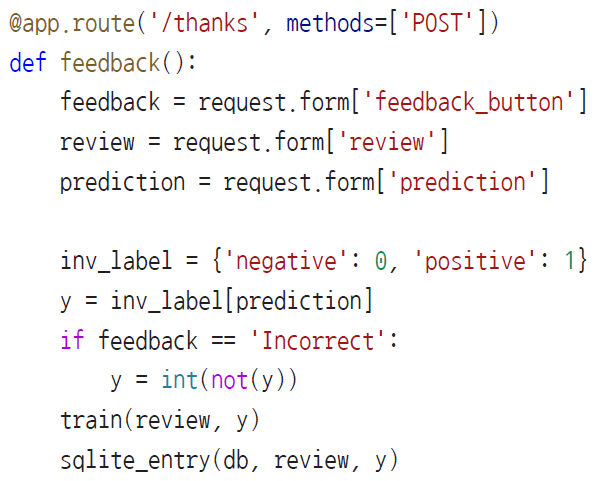 @app.route('/thanks', methods=['POST'])
def feedback():
    feedback = request.form['feedback_button']
    review = request.form['review']
    prediction = request.form['prediction']

    inv_label = {'negative': 0, 'positive': 1}
    y = inv_label[prediction]
    if feedback == 'Incorrect':
        y = int(not(y))
    train(review, y)
    sqlite_entry(db, review, y)